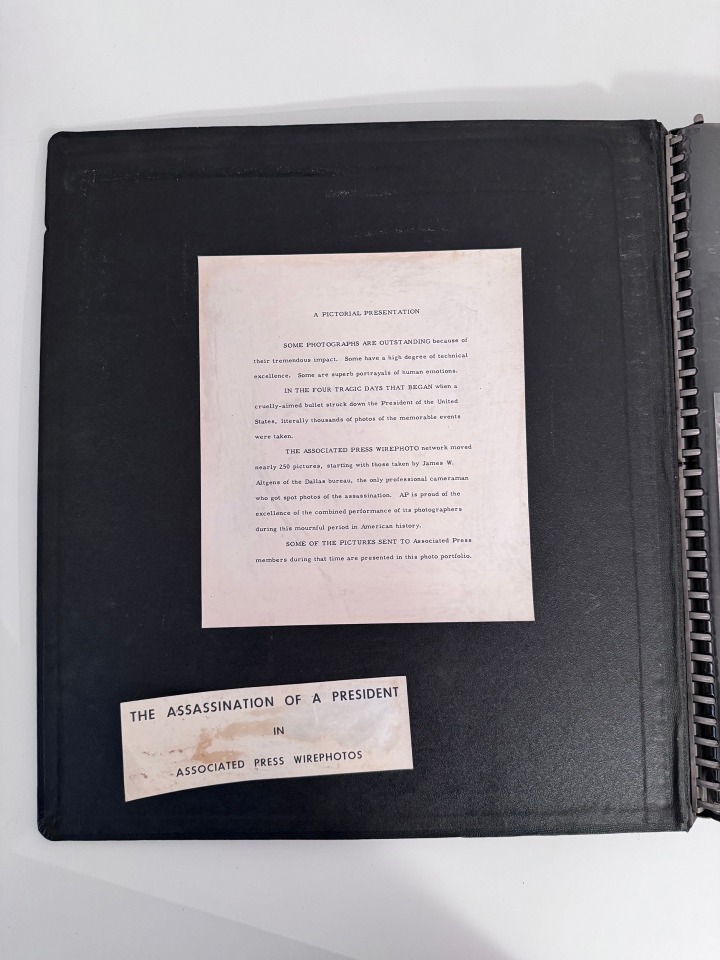 A PICTORIAL PRESENTATION
SOME PHOTOGRAPHS ARE OUTSTANDING because of
their tremendous impact. Some have a high degree of technical
excellence. Some are superb portrayals of human emotions.
IN THE FOUR TRAGIC DAYS THAT BEGAN when a
cruelly-aimed bullet struck down the President of the United
States, literally thousands of photos of the memorable events
were taken.
THE ASSOCIATED PRESS WIREPHOTO network moved
nearly 250 pictures, starting with those taken by James W.
Altgens of the Dallas bureau, the only professional cameraman
who got spot photos of the assassination. AP is proud of the
excellence of the combined performance of its photographers
during this mournful period in American history.
SOME OF THE PICTURES SENT TO Associated Press
members during that time are presented in this photo portfolio.
THE ASSASSINATION OF A PRESIDENT
IN
ASSOCIATED PRESS WIREPHOTOS